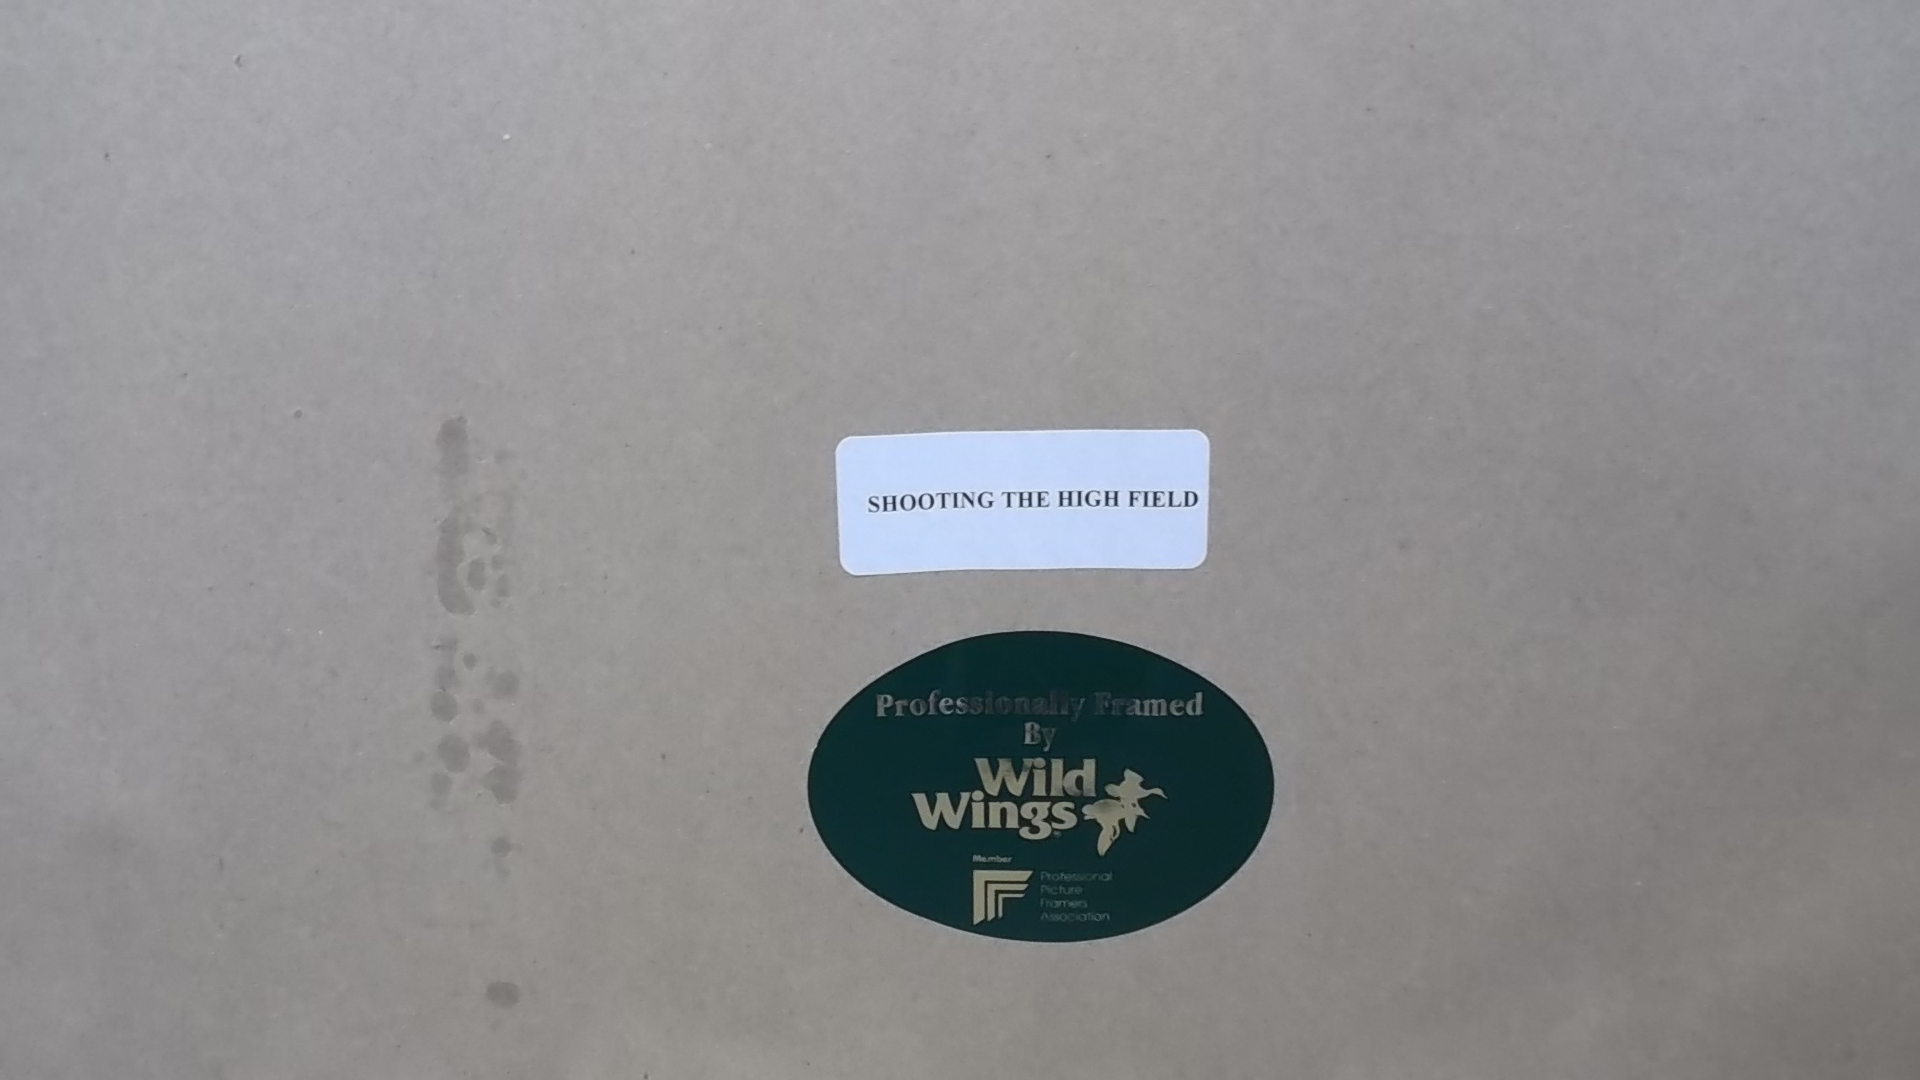 SHOOTING THE HIGH FIELD
Professionally Framed
By
Wild
Wings
Member
Professional
Picture
Framers
Association